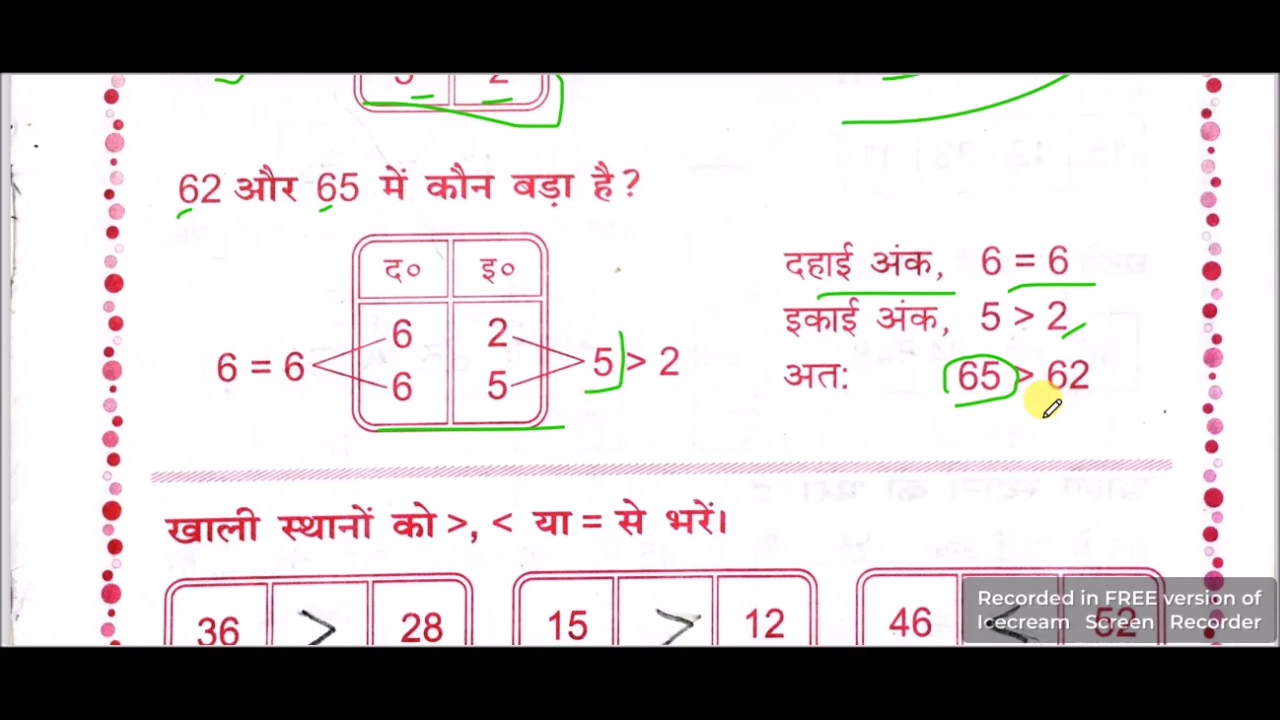 62 और 65 में कौन बड़ा है?
द० इ०
6 2
6 5
6 = 6
5 > 2
दहाई अंक, 6 = 6
इकाई अंक, 5 > 2
अत: 65 > 62
खाली स्थानों को >, < या = से भरें।
36 > 28
15 > 12
46 < 52
Recorded in FREE version of
Icecream Screen Recorder